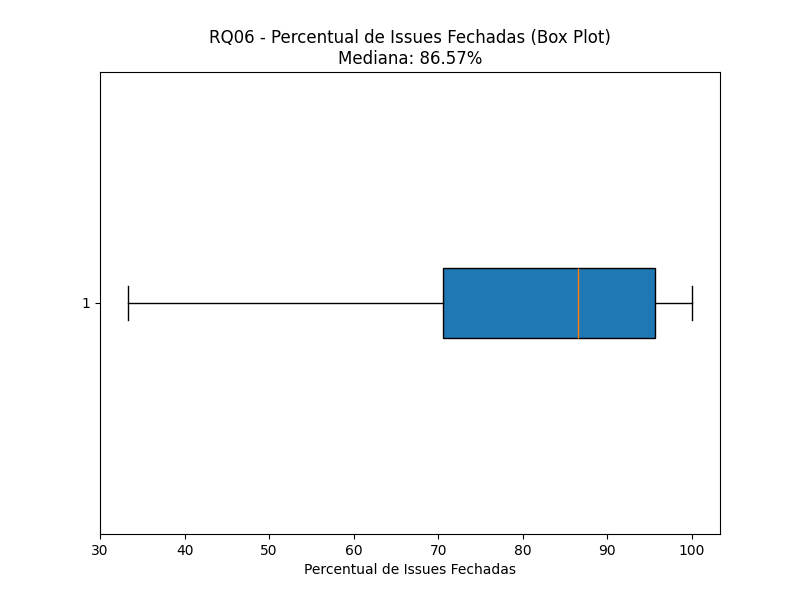 RQ06 - Percentual de Issues Fechadas (Box Plot)
Mediana: 86.57%
1
30 40 50 60 70 80 90 100
Percentual de Issues Fechadas